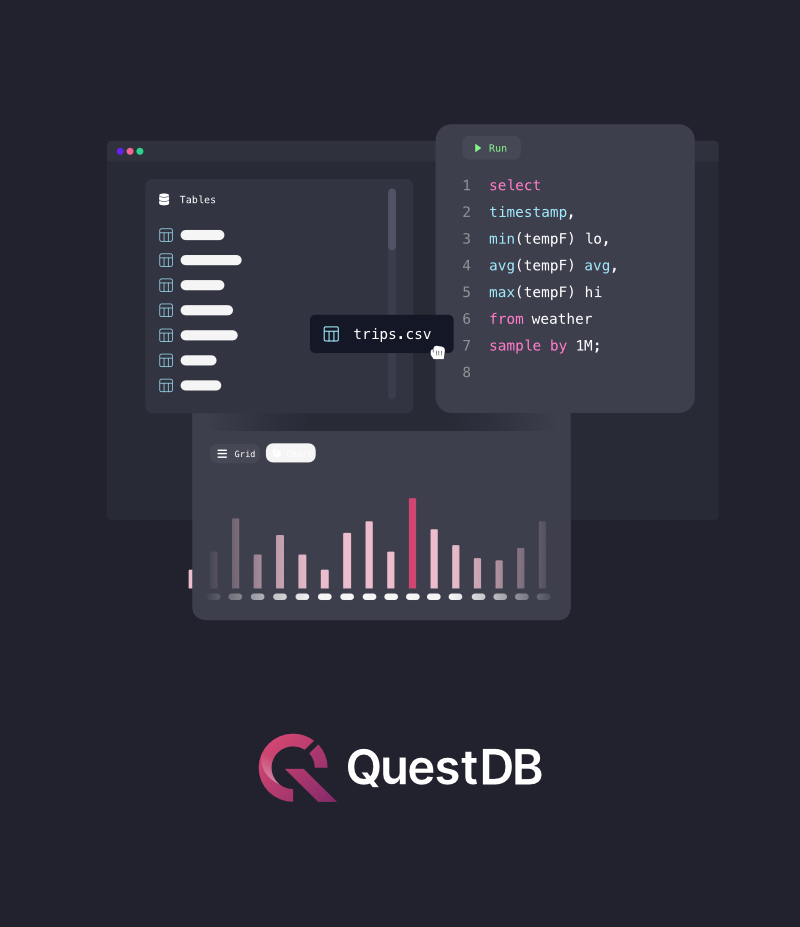 Tables
trips.csv
Run
1 select
2 timestamp,
3 min(tempF) lo,
4 avg(tempF) avg,
5 max(tempF) hi
6 from weather
7 sample by 1M;
8
Grid
QuestDB